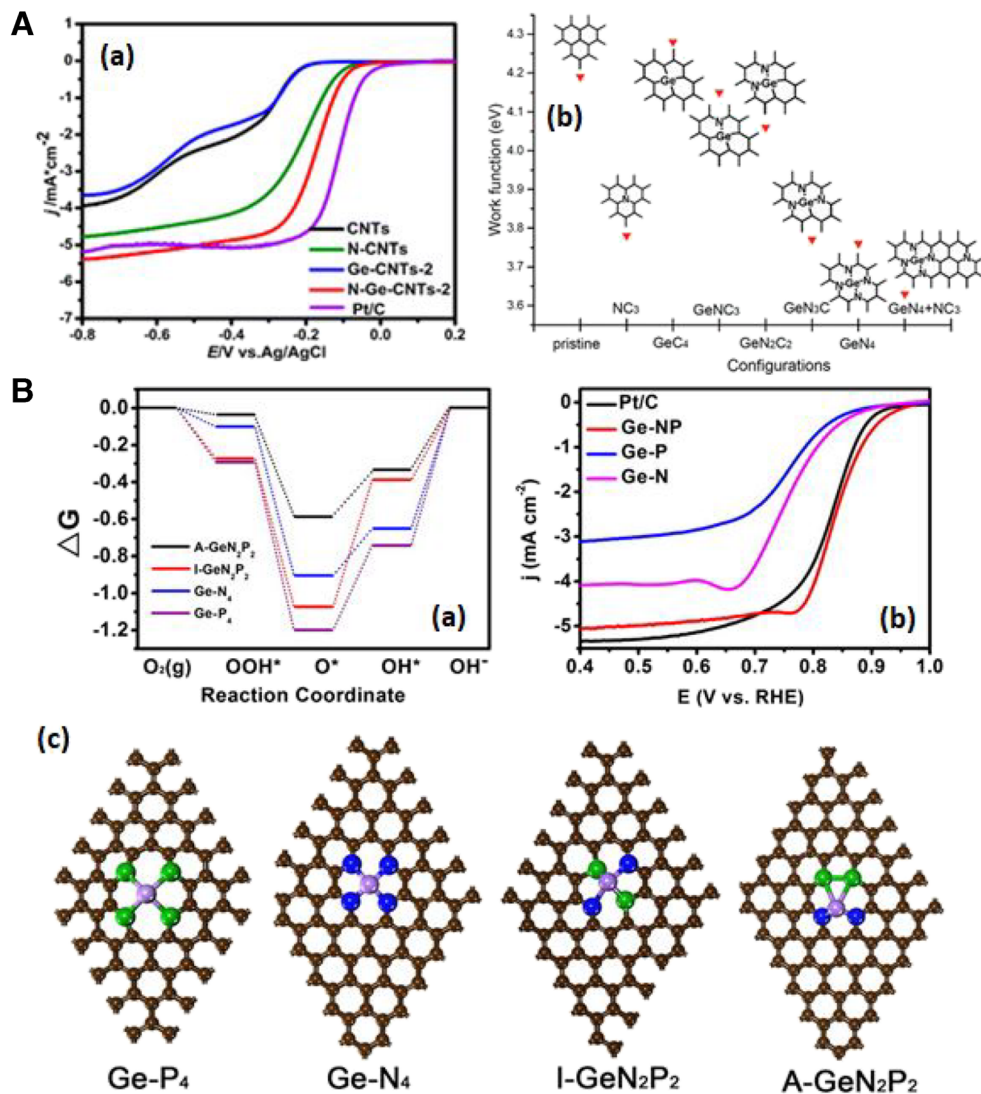 A
(a)
0
-1
-2
-3
-4
-5
-6
-7
j /mA*cm-2
CNTs
N-CNTs
Ge-CNTs-2
N-Ge-CNTs-2
Pt/C
-0.8
-0.6
-0.4
-0.2
0.0
0.2
E/V vs.Ag/AgCl
(b)
4.3
4.2
4.1
4.0
3.9
3.8
3.7
3.6
Work function (eV)
Ge
N
Ge
N
N Ge
N
N Ge N
N
N Ge N
N
N
N Ge N
N
N
NC3
GeNC3
GeN3C
GeN4+NC3
pristine
GeC4
GeN2C2
GeN4
Configurations
B
0.0
-0.2
-0.4
-0.6
-0.8
-1.0
-1.2
△G
A-GeN2P2
I-GeN2P2
Ge-N4
Ge-P4
(a)
O2(g)
OOH*
O*
OH*
OH-
Reaction Coordinate
0
-1
-2
-3
-4
-5
j (mA cm-2)
Pt/C
Ge-NP
Ge-P
Ge-N
(b)
0.4
0.5
0.6
0.7
0.8
0.9
1.0
E (V vs. RHE)
(c)
Ge-P4
Ge-N4
I-GeN2P2
A-GeN2P2